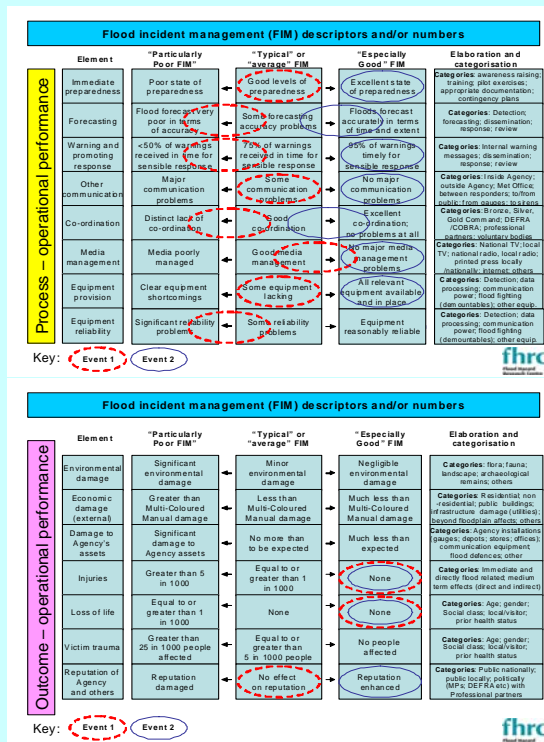 Flood incident management (FIM) descriptors and/or numbers
Element
"Particularly
Poor FIM"
"Typical" or
"average" FIM
"Especially
Good" FIM
Elaboration and
categorisation
Process – operational performance
Immediate
preparedness
Poor state of
preparedness
Good levels of
preparedness
Excellent state
of preparedness
Categories: awareness raising;
training; pilot exercises;
appropriate documentation;
contingency plans
Forecasting
Flood forecast very
poor in terms
of accuracy
Some forecasting
accuracy problems
Floods forecast
accurately in terms
of time and extent
Categories: Detection;
forecasting; dissemination;
response; review
Warning and
promoting
response
<50% of warnings
received in time for
sensible response
75% of warnings
received in time for
sensible response
95% of warnings
timely for
sensible response
Categories: Internal warning
messages; dissemination;
response; review
Other
communication
Major
communication
problems
Some
communication
problems
No major
communication
problems
Categories: Inside Agency;
outside Agency; Met Office;
between responders; to/from
public; from gauges; to sirens
Co-ordination
Distinct lack of
co-ordination
Good
co-ordination
Excellent
co-ordination;
no problems at all
Categories: Bronze, Silver,
Gold Command; DEFRA
/COBRA; professional
partners; voluntary bodies
Media
management
Media poorly
managed
Good media
management
No major media
management
problems
Categories: National TV; local
TV; national radio, local radio;
printed press locally
/nationally; internet; others
Equipment
provision
Clear equipment
shortcomings
Some equipment
lacking
All relevant
equipment available
and in place
Categories: Detection; data
processing; communication
power; flood fighting
(demountables); other equip.
Equipment
reliability
Significant reliability
problems
Some reliability
problems
Equipment
reasonably reliable
Categories: Detection; data
processing; communication
power; flood fighting
(demountables); other equip.
Key:
Event 1
Event 2
fhrc
Flood Hazard
Research Centre
Flood incident management (FIM) descriptors and/or numbers
Element
"Particularly
Poor FIM"
"Typical" or
"average" FIM
"Especially
Good" FIM
Elaboration and
categorisation
Outcome – operational performance
Environmental
damage
Significant
environmental
damage
Minor
environmental
damage
Negligible
environmental
damage
Categories: flora; fauna;
landscape; archaeological
remains; others
Economic
damage
(external)
Greater than
Multi-Coloured
Manual damage
Less than
Multi-Coloured
Manual damage
Much less than
Multi-Coloured
Manual damage
Categories: Residential; non
-residential; public buildings;
infrastructure damage (utilities);
beyond floodplain affects; others
Damage to
Agency's
assets
Significant
damage to
Agency assets
No more than
to be expected
Much less than
expected
Categories: Agency installations
(gauges; depots; stores; offices);
communication equipment;
flood defences; other
Injuries
Greater than 5
in 1000
Equal to or
greater than 1
in 1000
None
Categories: Immediate and
directly flood related; medium
term effects (direct and indirect)
Loss of life
Equal to or
greater than 1
in 1000
None
None
Categories: Age; gender;
Social class; local/visitor;
prior health status
Victim trauma
Greater than
25 in 1000 people
affected
Equal to or
greater than
5 in 1000 people
No people
affected
Categories: Age; gender;
Social class; local/visitor;
prior health status
Reputation of
Agency
and others
Reputation
damaged
No effect
on reputation
Reputation
enhanced
Categories: Public nationally;
public locally; politically
(MPs; DEFRA etc) with
Professional partners
Key:
Event 1
Event 2
fhrc